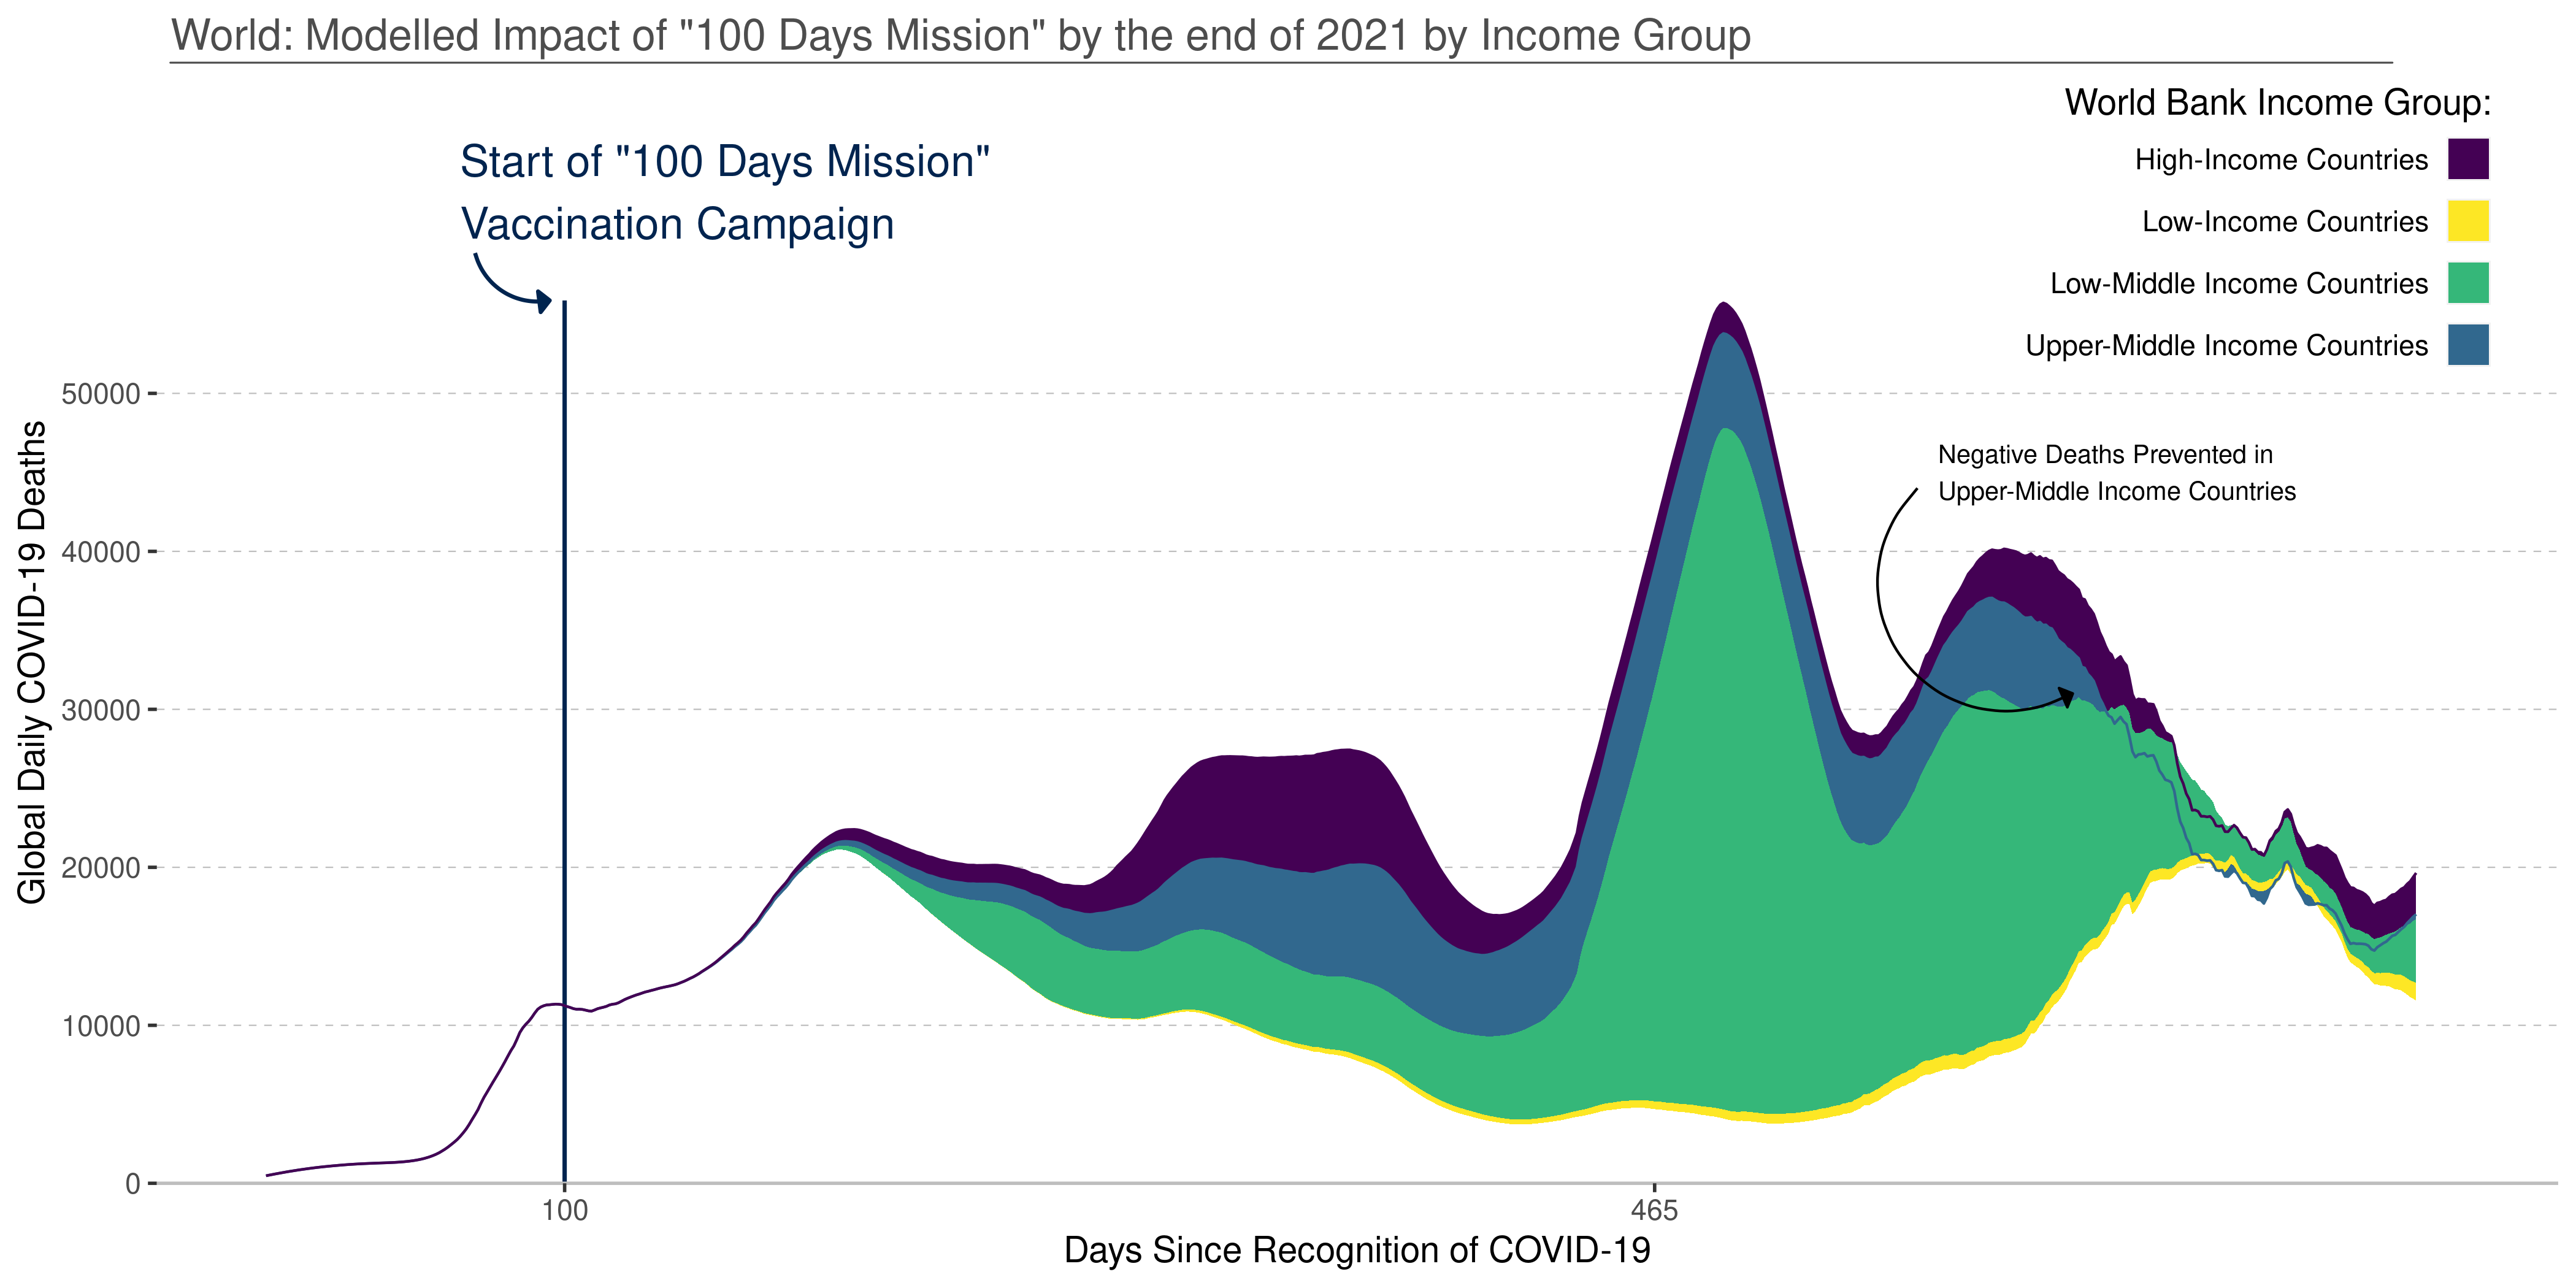 World: Modelled Impact of "100 Days Mission" by the end of 2021 by Income Group
World Bank Income Group:
High-Income Countries
Low-Income Countries
Low-Middle Income Countries
Upper-Middle Income Countries
Start of "100 Days Mission"
Vaccination Campaign
Negative Deaths Prevented in
Upper-Middle Income Countries
Global Daily COVID-19 Deaths
50000
40000
30000
20000
10000
0
100
465
Days Since Recognition of COVID-19